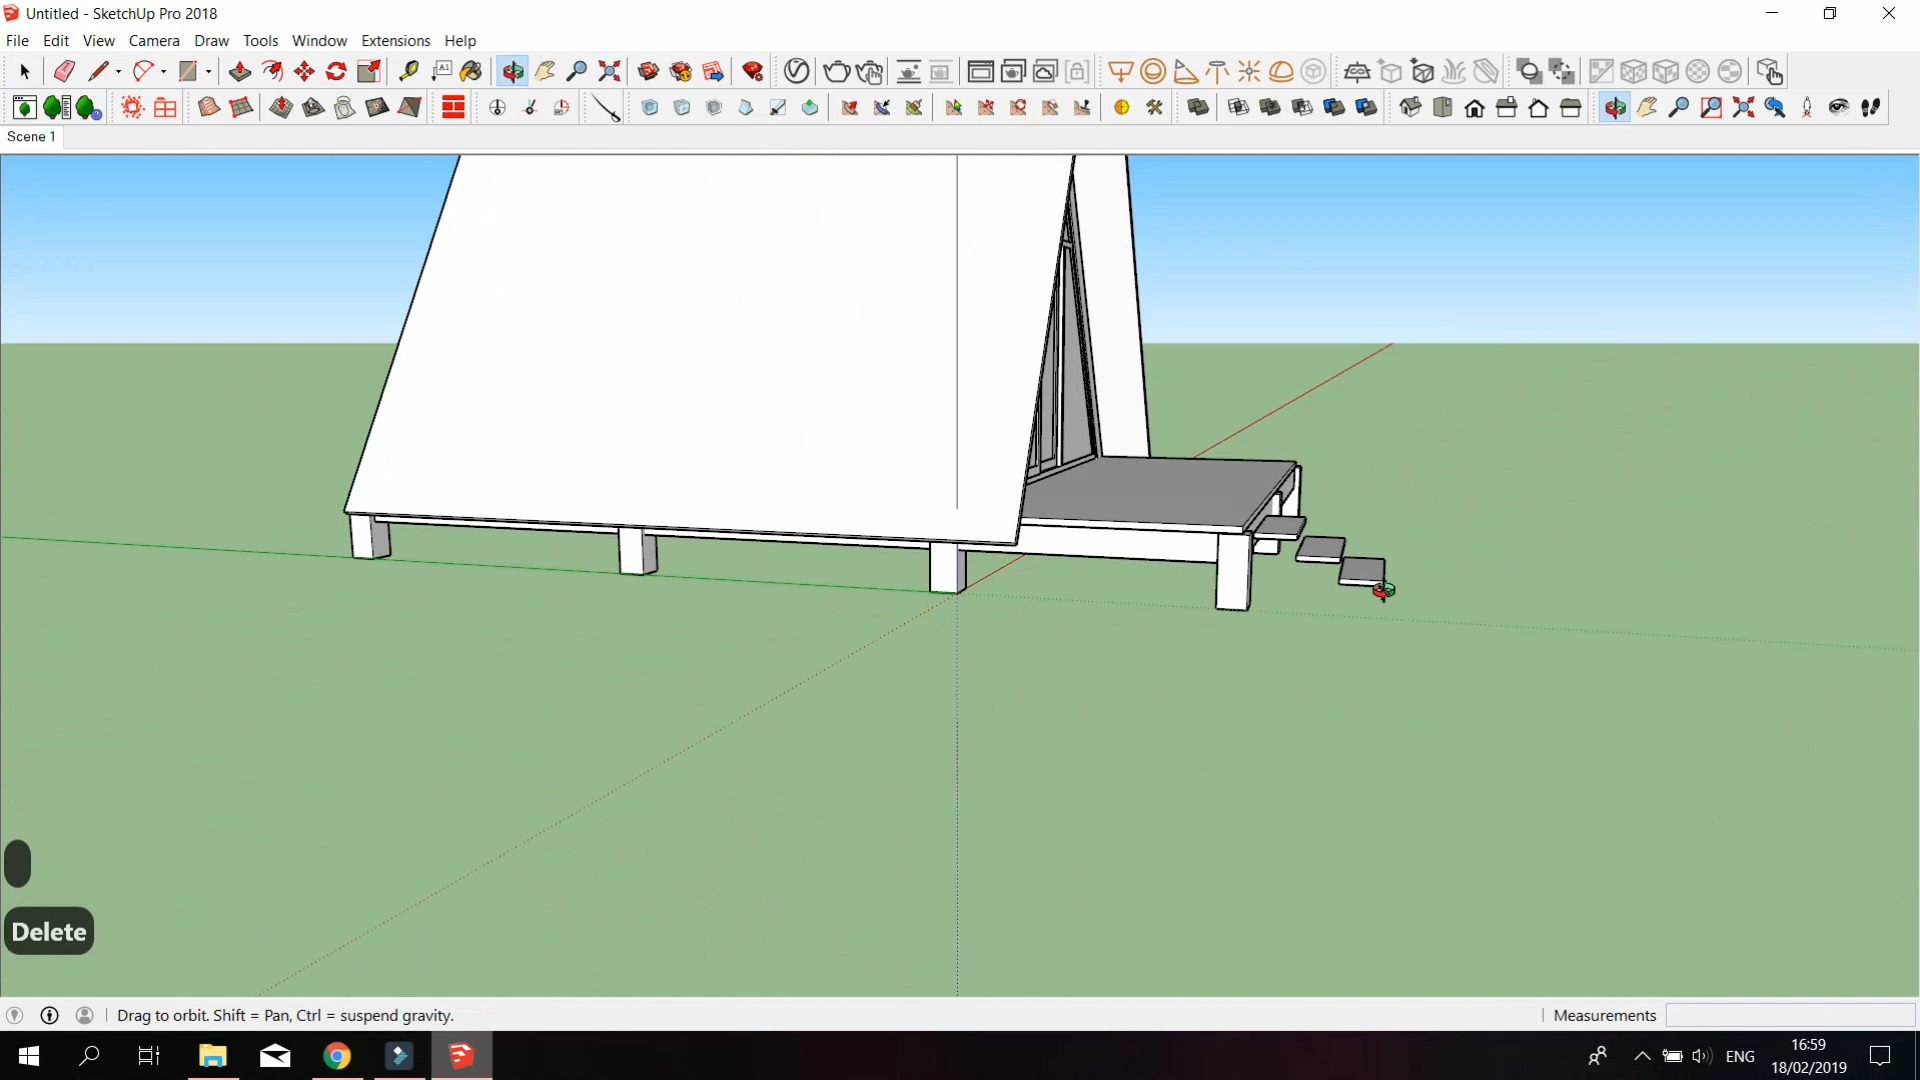 Untitled - SketchUp Pro 2018
File Edit View Camera Draw Tools Window Extensions Help
A1
Scene 1
Delete
Drag to orbit. Shift = Pan, Ctrl = suspend gravity.
Measurements
ENG
16:59
18/02/2019